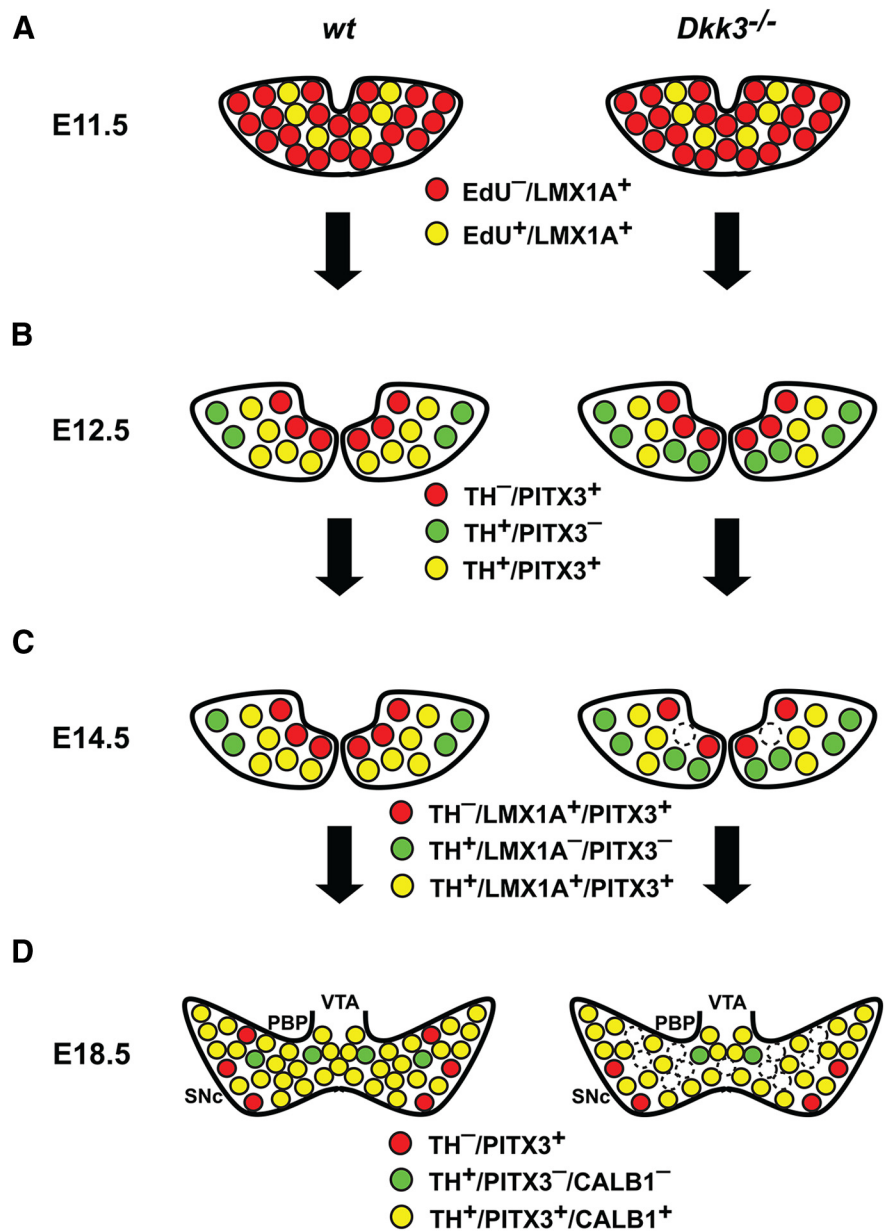 A
wt
Dkk3-/-
E11.5
EdU⁻/LMX1A⁺
EdU⁺/LMX1A⁺
B
E12.5
TH⁻/PITX3⁺
TH⁺/PITX3⁻
TH⁺/PITX3⁺
C
E14.5
TH⁻/LMX1A⁺/PITX3⁺
TH⁺/LMX1A⁻/PITX3⁻
TH⁺/LMX1A⁺/PITX3⁺
D
E18.5
VTA
PBP
SNc
VTA
PBP
SNc
TH⁻/PITX3⁺
TH⁺/PITX3⁻/CALB1⁻
TH⁺/PITX3⁺/CALB1⁺